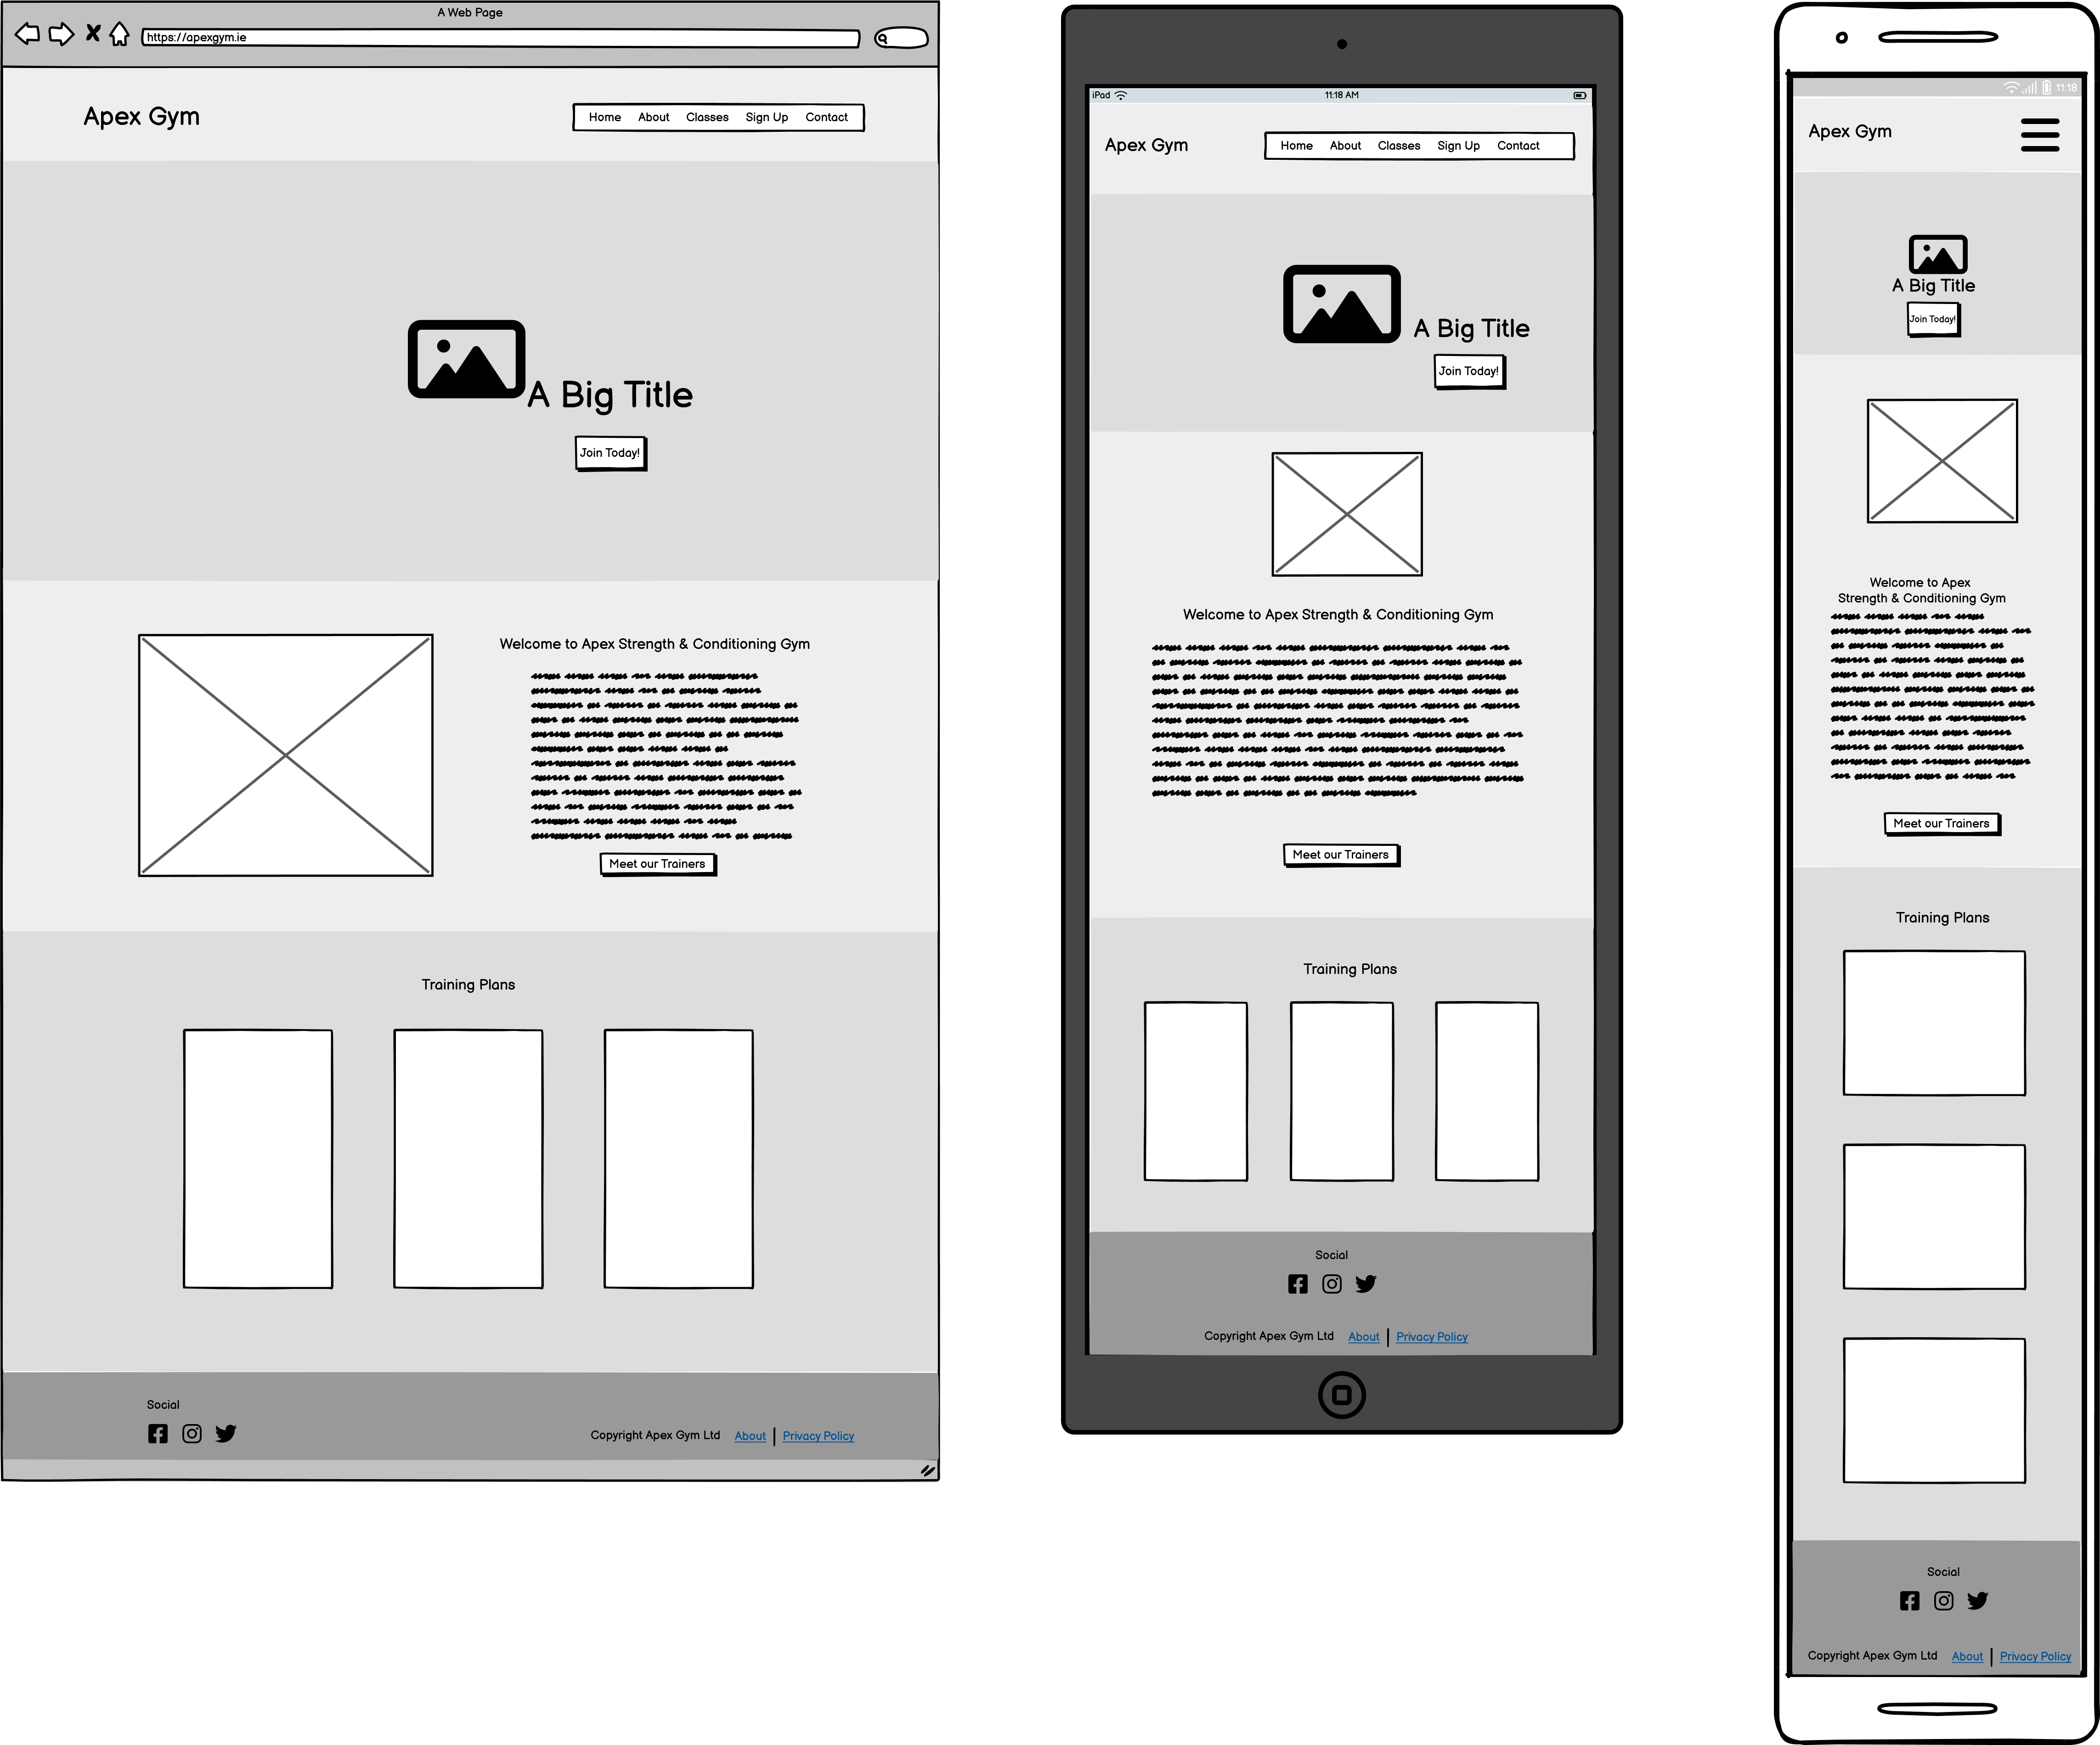 A Web Page
https://apexgym.ie
Apex Gym
Home About Classes Sign Up Contact
A Big Title
Join Today!
Welcome to Apex Strength & Conditioning Gym
Meet our Trainers
Training Plans
Social
Copyright Apex Gym Ltd About | Privacy Policy
iPad 11:18 AM
Apex Gym
Home About Classes Sign Up Contact
A Big Title
Join Today!
Welcome to Apex Strength & Conditioning Gym
Meet our Trainers
Training Plans
Social
Copyright Apex Gym Ltd About | Privacy Policy
11:18
Apex Gym
A Big Title
Join Today!
Welcome to Apex
Strength & Conditioning Gym
Meet our Trainers
Training Plans
Social
Copyright Apex Gym Ltd About | Privacy Policy